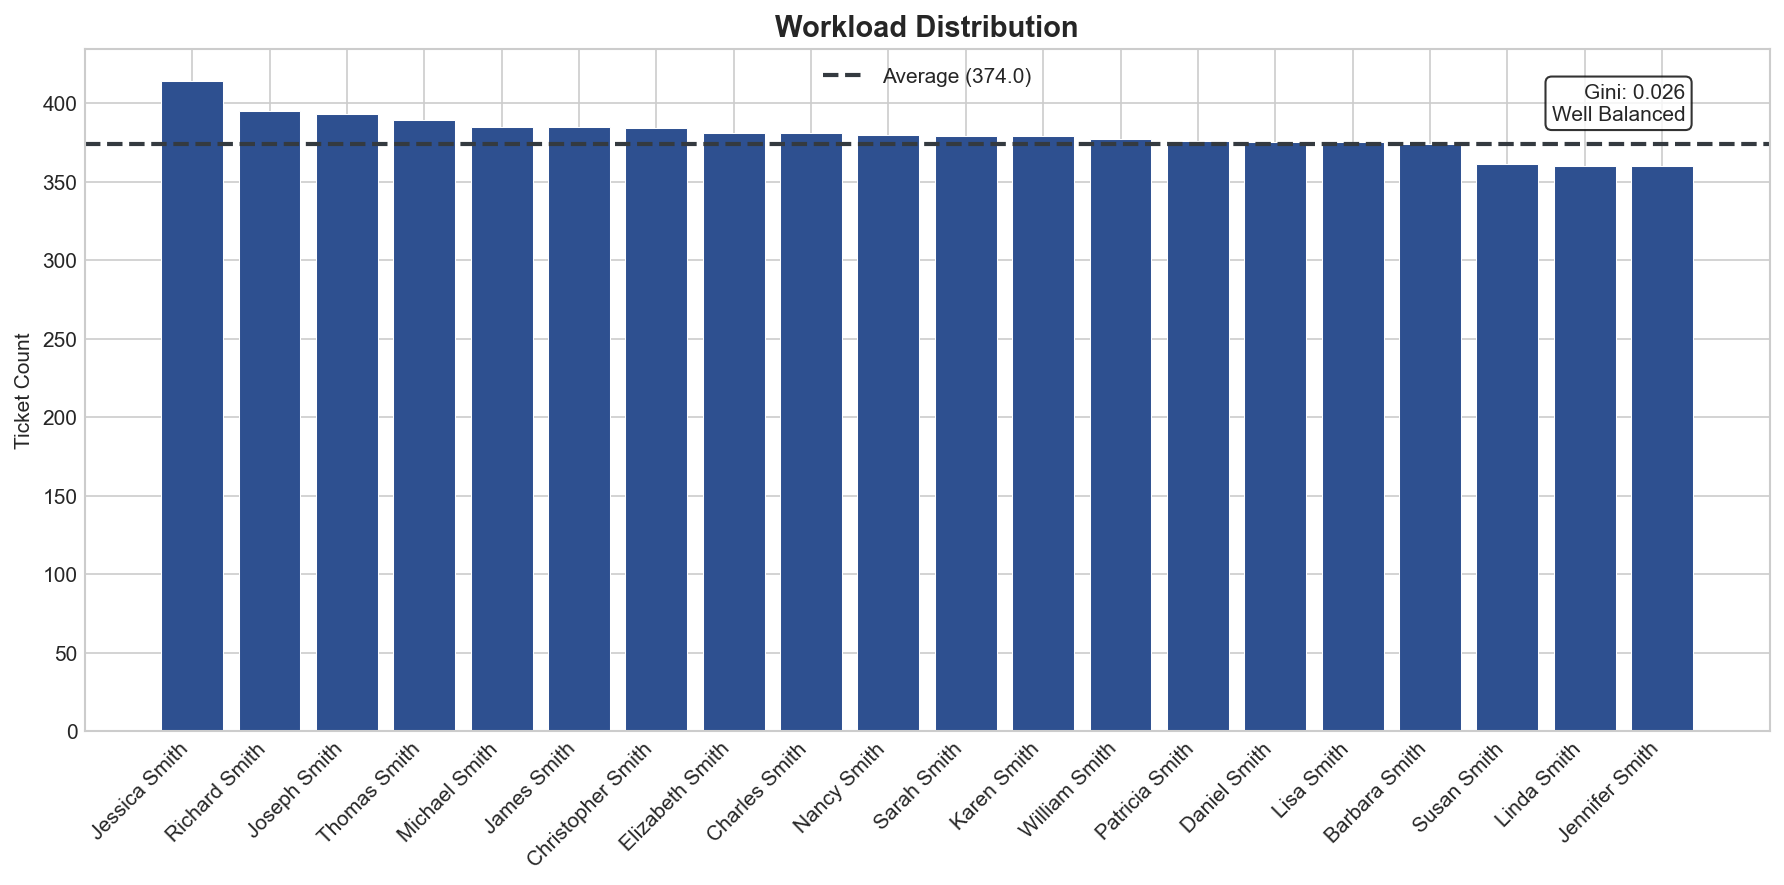 Workload Distribution
Average (374.0)
Gini: 0.026
Well Balanced
Ticket Count
400
350
300
250
200
150
100
50
0
Jessica Smith
Richard Smith
Joseph Smith
Thomas Smith
Michael Smith
James Smith
Christopher Smith
Elizabeth Smith
Charles Smith
Nancy Smith
Sarah Smith
Karen Smith
William Smith
Patricia Smith
Daniel Smith
Lisa Smith
Barbara Smith
Susan Smith
Linda Smith
Jennifer Smith